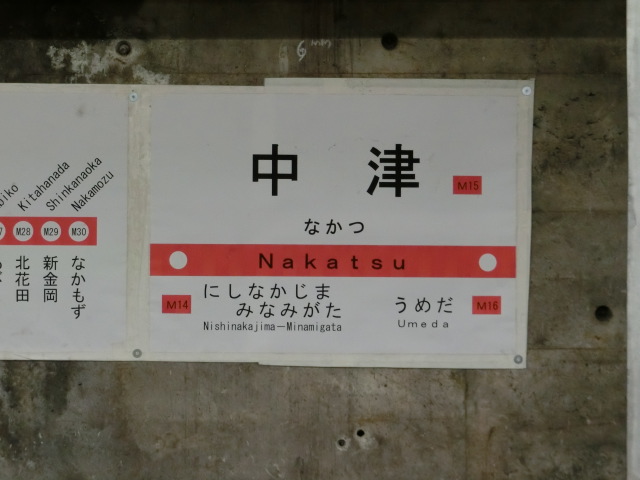 Kitahanada
Shinkanaoka
Nakamozu
M28 M29 M30
北花田
新金岡
なかもず
中津
M15
なかつ
Nakatsu
M14
にしなかじま
みなみがた
Nishinakajima－Minamigata
うめだ
Umeda
M16